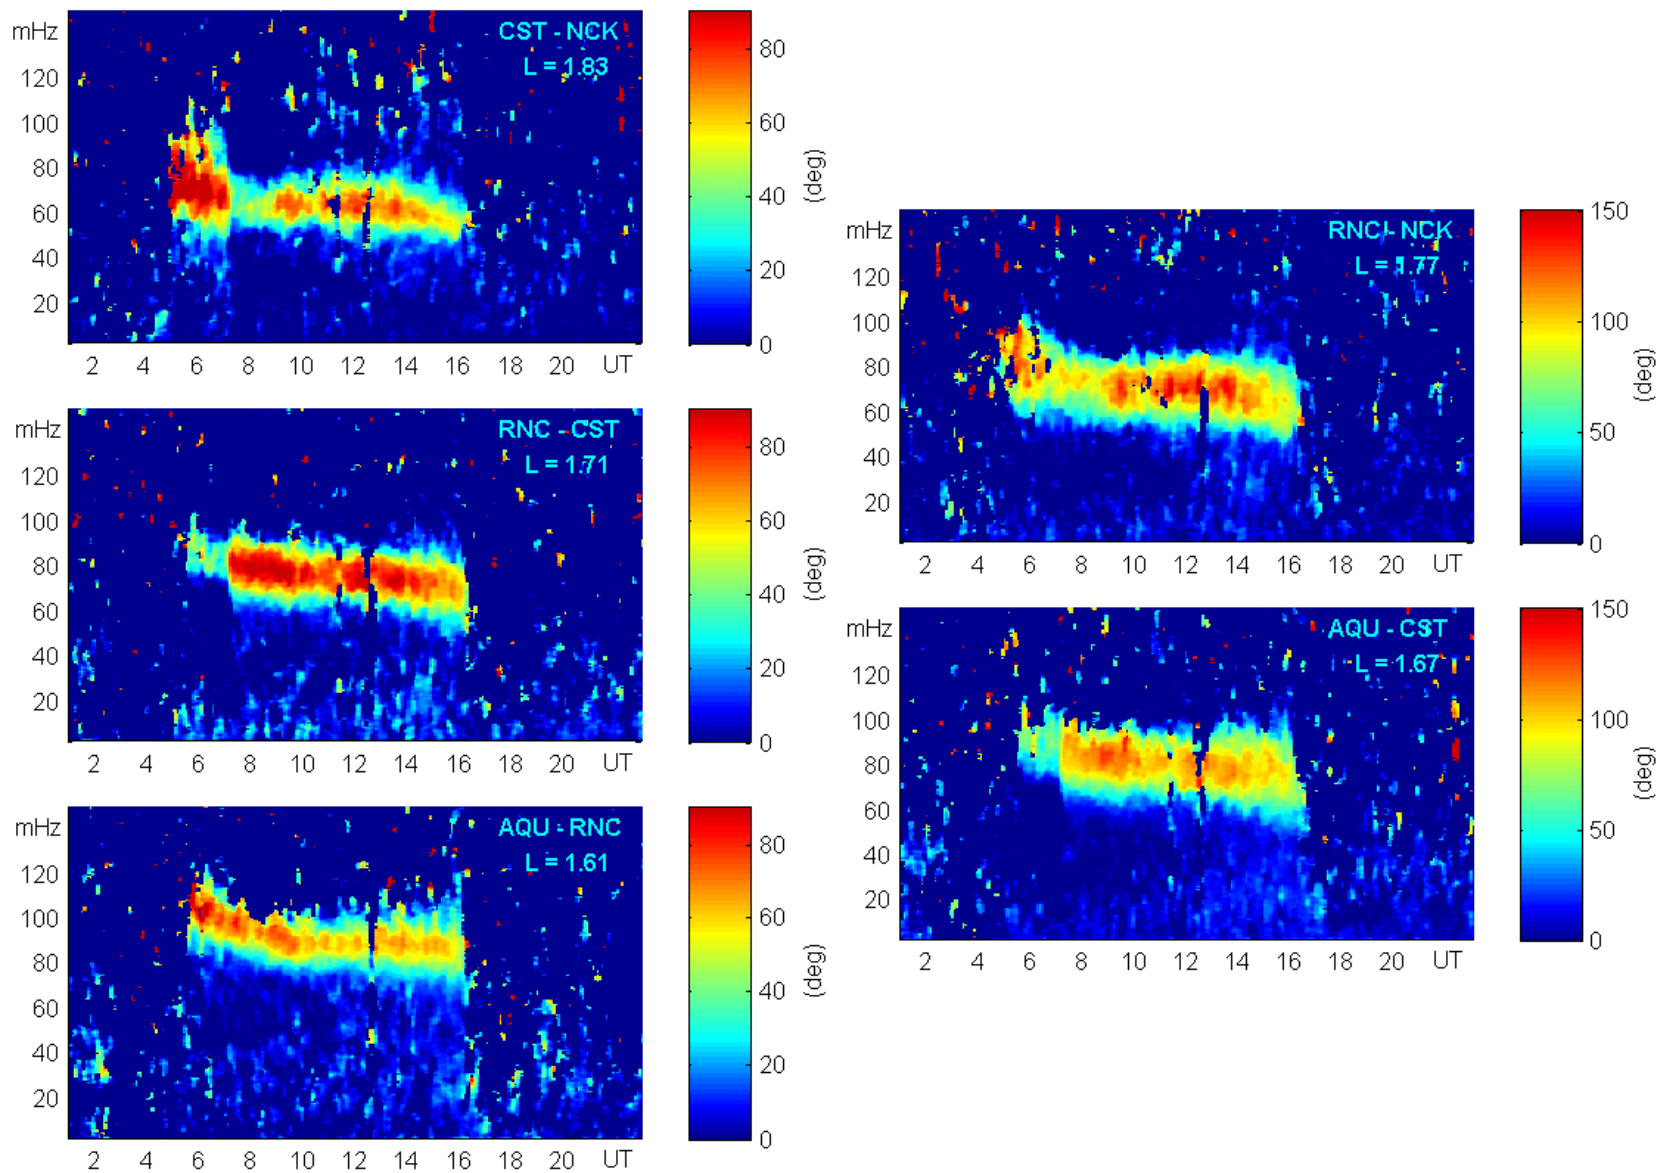 mHz
CST - NCK
L = 1.83
120
100
80
60
40
20
2 4 6 8 10 12 14 16 18 20 UT
80
60
40
20
0
(deg)
mHz
RNC - CST
L = 1.71
120
100
80
60
40
20
2 4 6 8 10 12 14 16 18 20 UT
80
60
40
20
0
(deg)
mHz
AQU - RNC
L = 1.61
120
100
80
60
40
20
2 4 6 8 10 12 14 16 18 20 UT
80
60
40
20
0
(deg)
mHz
RNC - NCK
L = 1.77
120
100
80
60
40
20
2 4 6 8 10 12 14 16 18 20 UT
150
100
50
0
(deg)
mHz
AQU - CST
L = 1.67
120
100
80
60
40
20
2 4 6 8 10 12 14 16 18 20 UT
150
100
50
0
(deg)